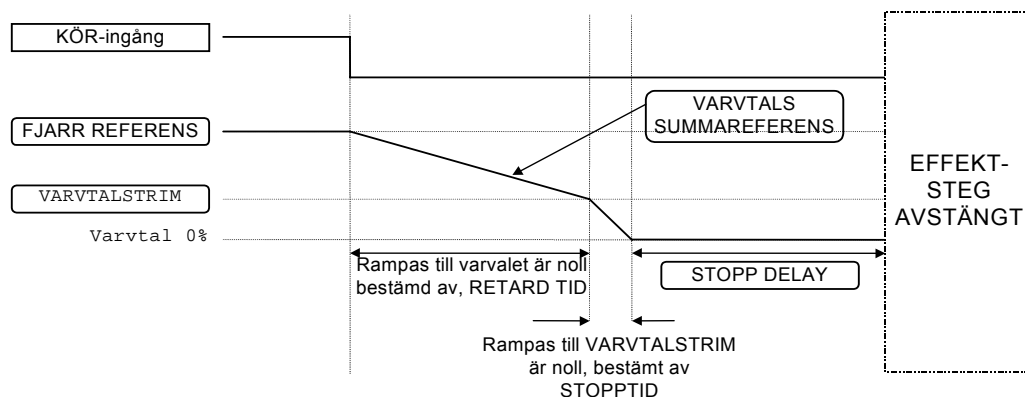 KÖR-ingång
FJARR REFERENS
VARVTALS
SUMMAREFERENS
VARVTALSTRIM
Varvtal 0%
EFFEKT-
STEG
AVSTÄNGT
Rampas till varvalet är noll
bestämd av, RETARD TID
STOPP DELAY
Rampas till VARVTALSTRIM
är noll, bestämt av
STOPPTID